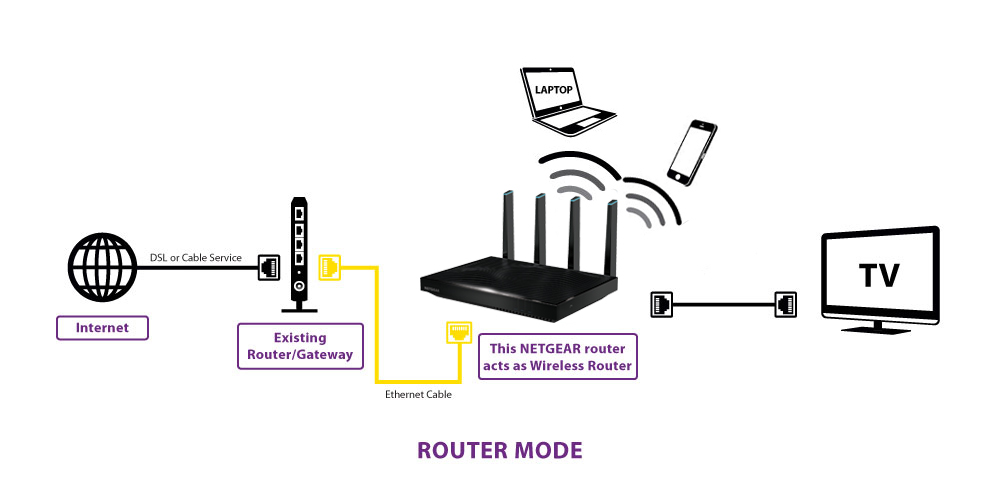 LAPTOP
DSL or Cable Service
TV
Internet
Existing
Router/Gateway
This NETGEAR router
acts as Wireless Router
Ethernet Cable
ROUTER MODE